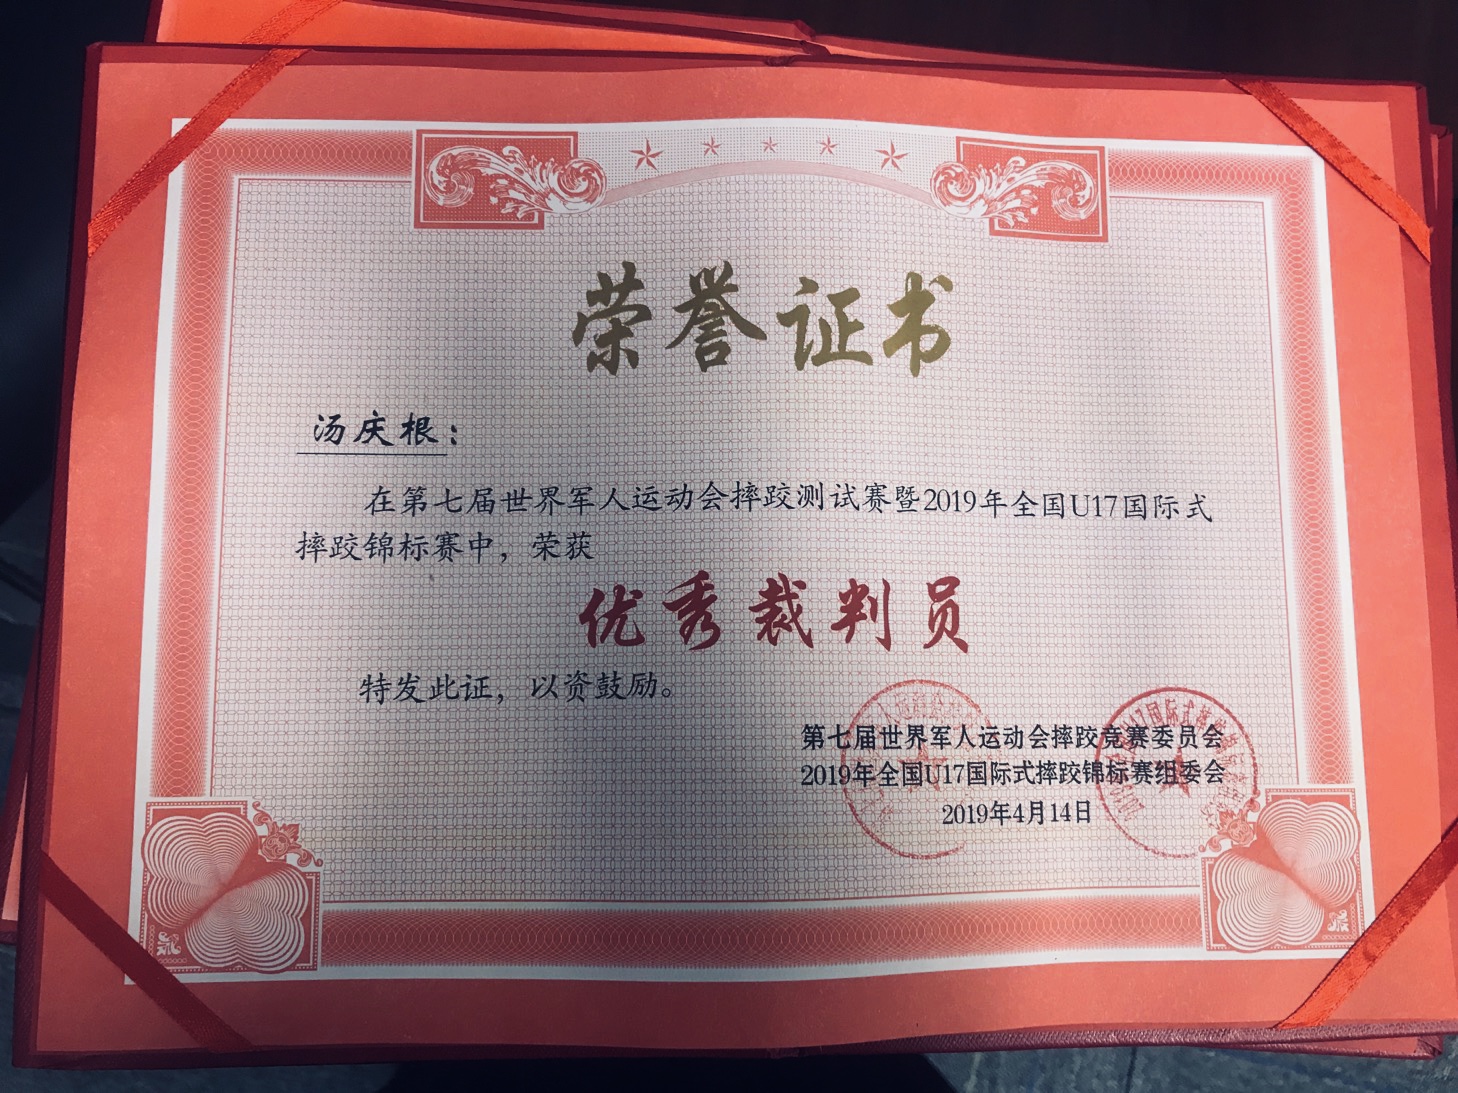 荣誉证书
汤庆根：
在第七届世界军人运动会摔跤测试赛暨2019年全国U17国际式
摔跤锦标赛中，荣获
优秀裁判员
特发此证，以资鼓励。
第七届世界军人运动会摔跤竞赛委员会
2019年全国U17国际式摔跤锦标赛组委会
2019年4月14日